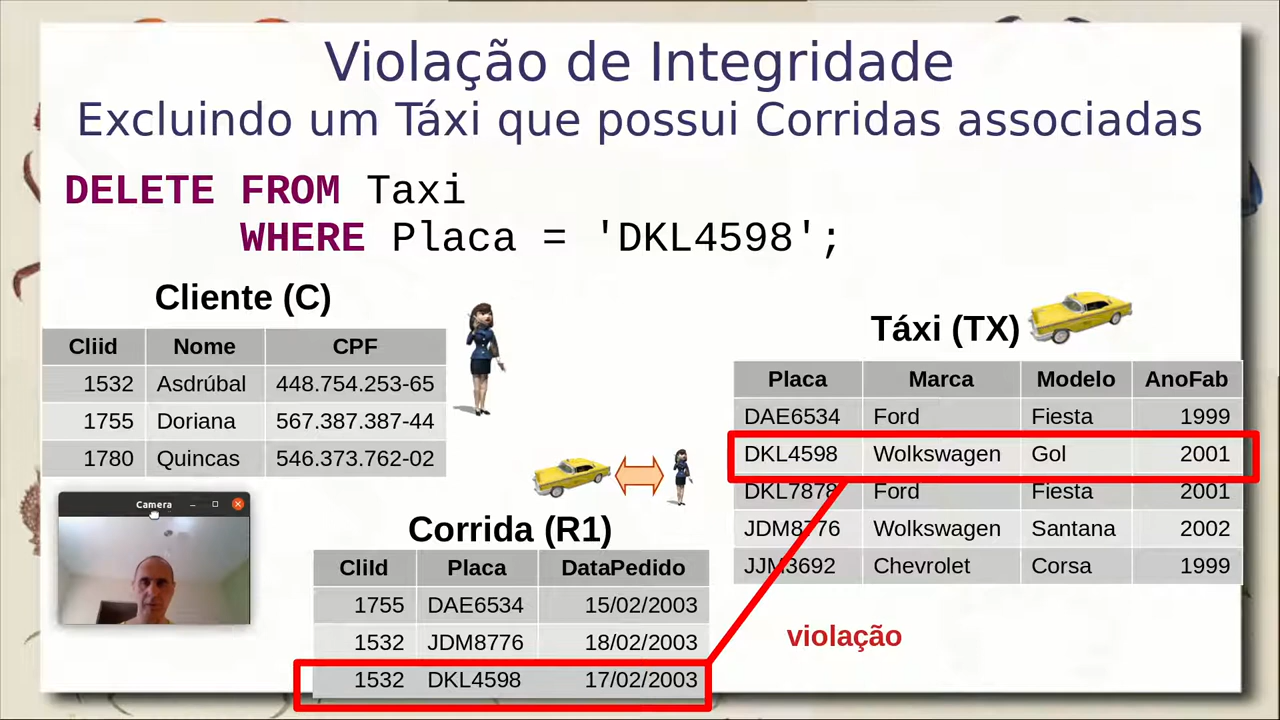 Violação de Integridade
Excluindo um Táxi que possui Corridas associadas
DELETE FROM Taxi
WHERE Placa = 'DKL4598';
Cliente (C)
Cliid Nome CPF
1532 Asdrúbal 448.754.253-65
1755 Doriana 567.387.387-44
1780 Quincas 546.373.762-02
Táxi (TX)
Placa Marca Modelo AnoFab
DAE6534 Ford Fiesta 1999
DKL4598 Wolkswagen Gol 2001
DKL7878 Ford Fiesta 2001
JDM8776 Wolkswagen Santana 2002
JJM3692 Chevrolet Corsa 1999
Camera
Corrida (R1)
CliId Placa DataPedido
1755 DAE6534 15/02/2003
1532 JDM8776 18/02/2003
1532 DKL4598 17/02/2003
violação